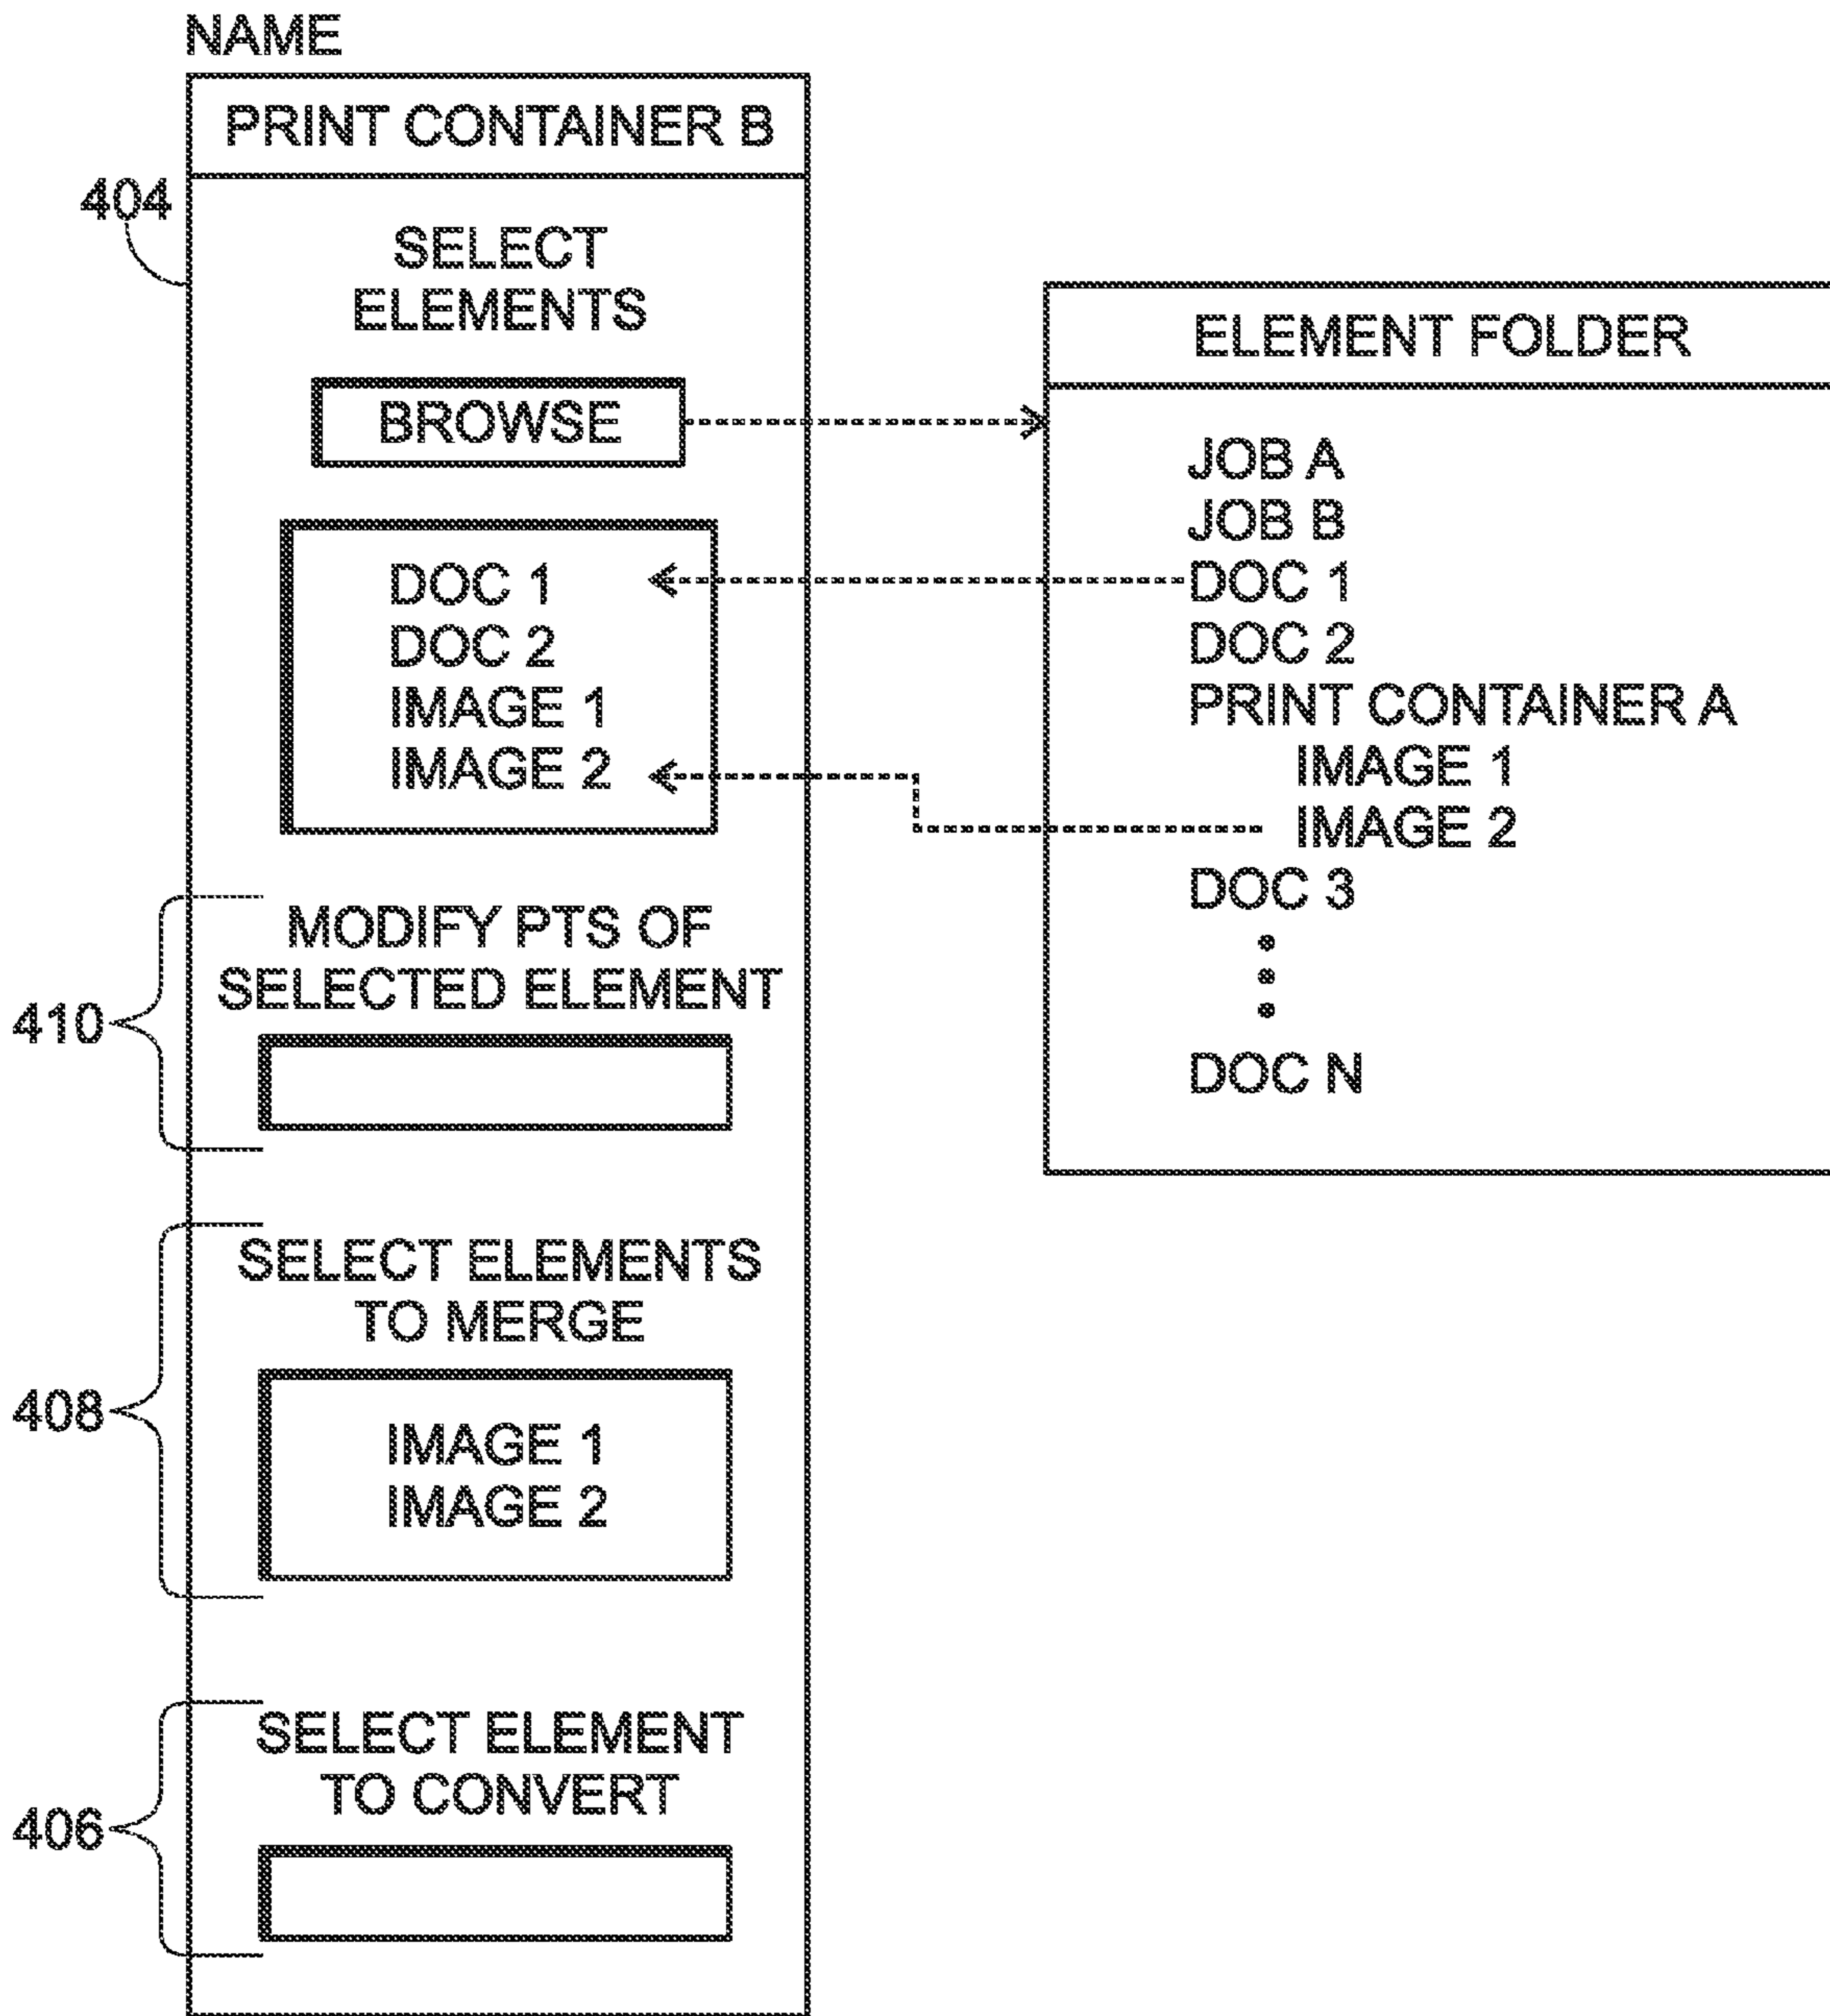 NAME
PRINT CONTAINER B
404
SELECT
ELEMENTS
BROWSE
DOC 1
DOC 2
IMAGE 1
IMAGE 2
410
MODIFY PTS OF
SELECTED ELEMENT
408
SELECT ELEMENTS
TO MERGE
IMAGE 1
IMAGE 2
406
SELECT ELEMENT
TO CONVERT
ELEMENT FOLDER
JOB A
JOB B
DOC 1
DOC 2
PRINT CONTAINER A
IMAGE 1
IMAGE 2
DOC 3
DOC N